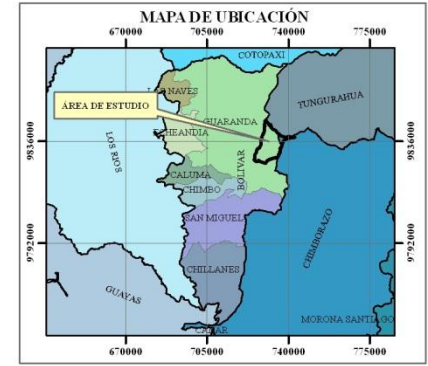 MAPA DE UBICACIÓN
670000 705000 740000 775000
COTOPAXI
LAS NAVES
TUNGURAHUA
ÁREA DE ESTUDIO
GUARANDA
ECHEANDIA
9836000 9836000
LOS RIOS
BOLIVAR
CALUMA
CHIMBO
SAN MIGUEL
CHIMBORAZO
9792000 9792000
CHILLANES
GUAYAS
CAÑAR
MORONA SANTIAGO
670000 705000 740000 775000